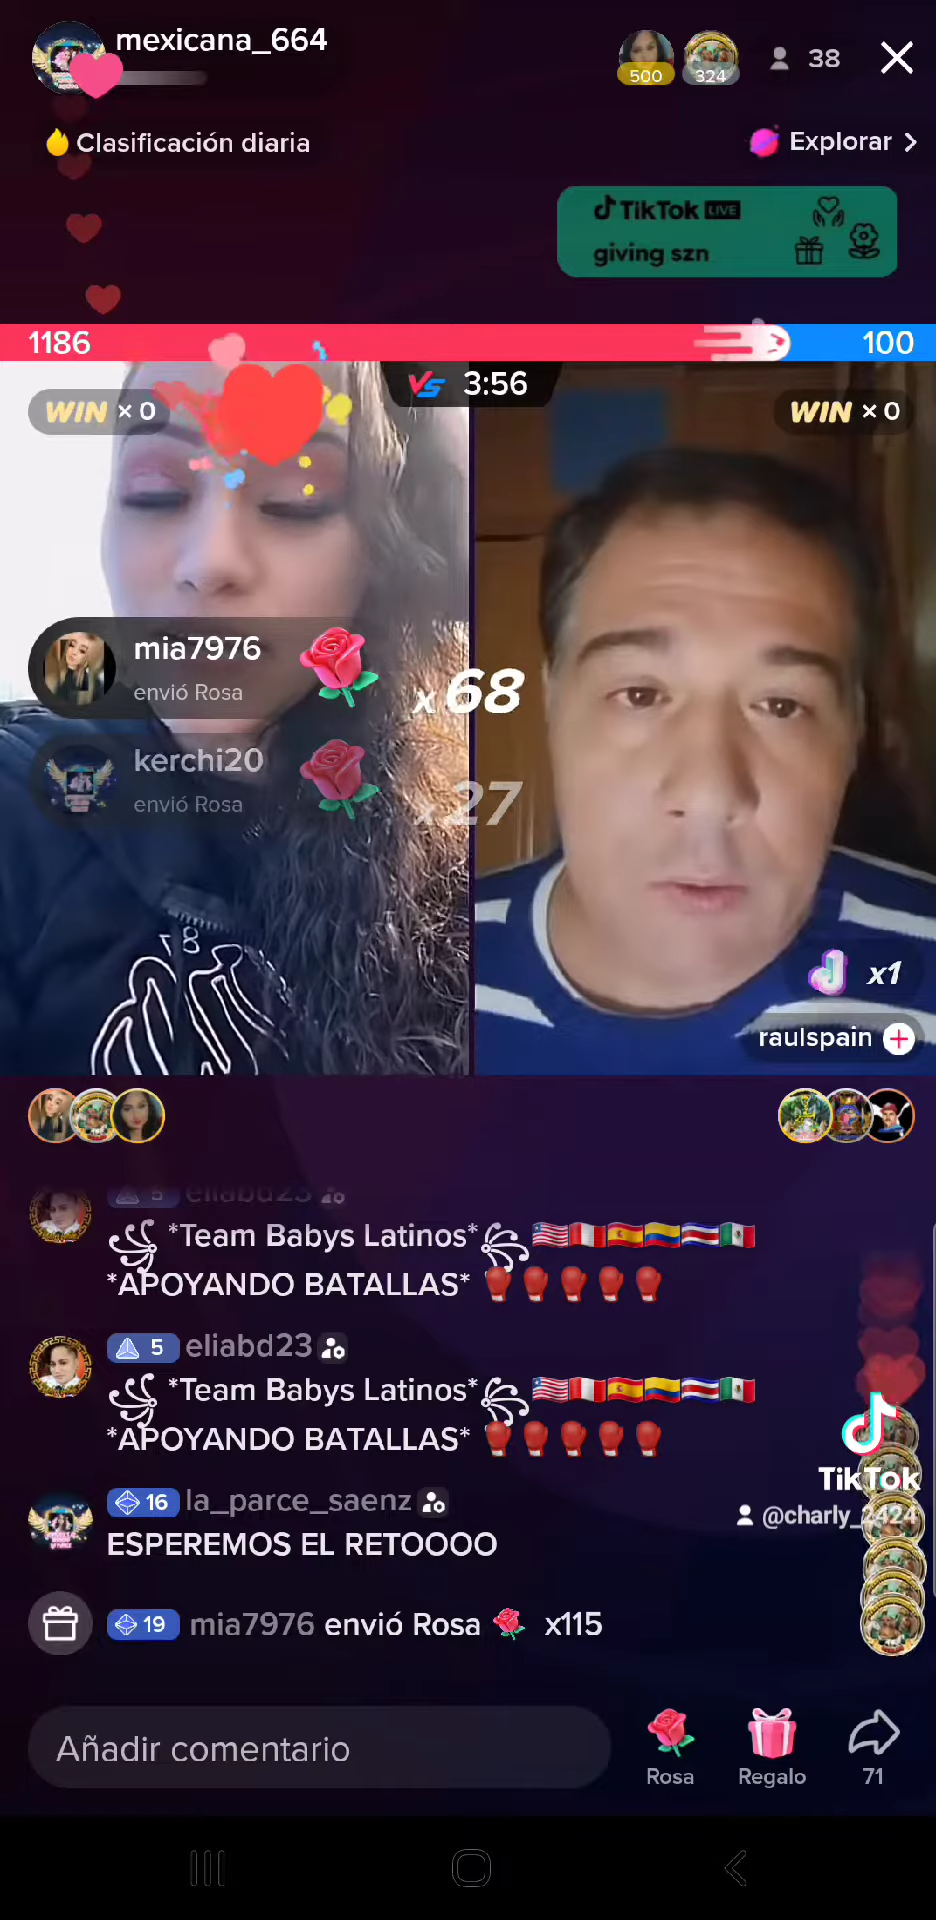 mexicana_664
500
324
38
Clasificación diaria
Explorar >
TikTok LIVE
giving szn
1186
100
VS 3:56
WIN × 0
WIN × 0
mia7976
envió Rosa
x68
kerchi20
envió Rosa
x27
x1
raulspain
5 eliabd23
*Team Babys Latinos*
*APOYANDO BATALLAS*
5 eliabd23
*Team Babys Latinos*
*APOYANDO BATALLAS*
TikTok
@charly_2424
16 la_parce_saenz
ESPEREMOS EL RETOOOO
19 mia7976 envió Rosa x115
Añadir comentario
Rosa
Regalo
71